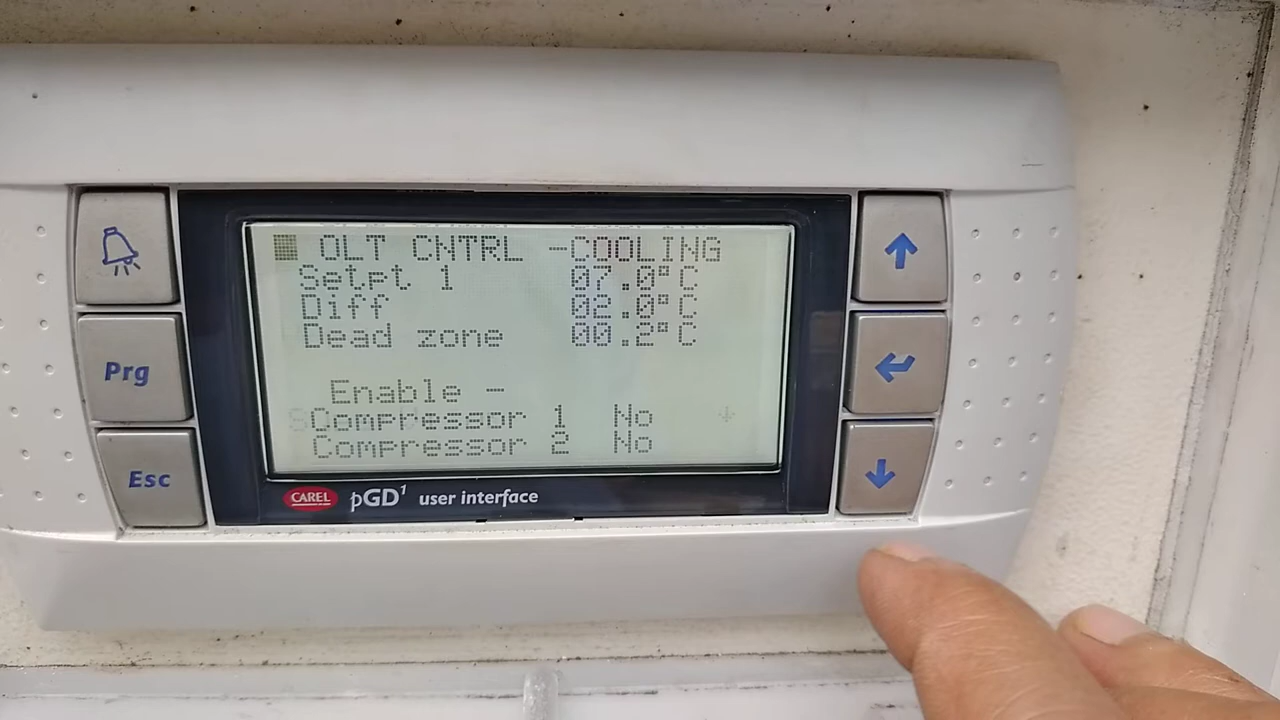 OLT CNTRL -COOLING
Setpt 1 07.0°C
Diff 02.0°C
Dead zone 00.2°C
Enable -
Compressor 1 No
Compressor 2 No
Prg
Esc
CAREL pGD¹ user interface